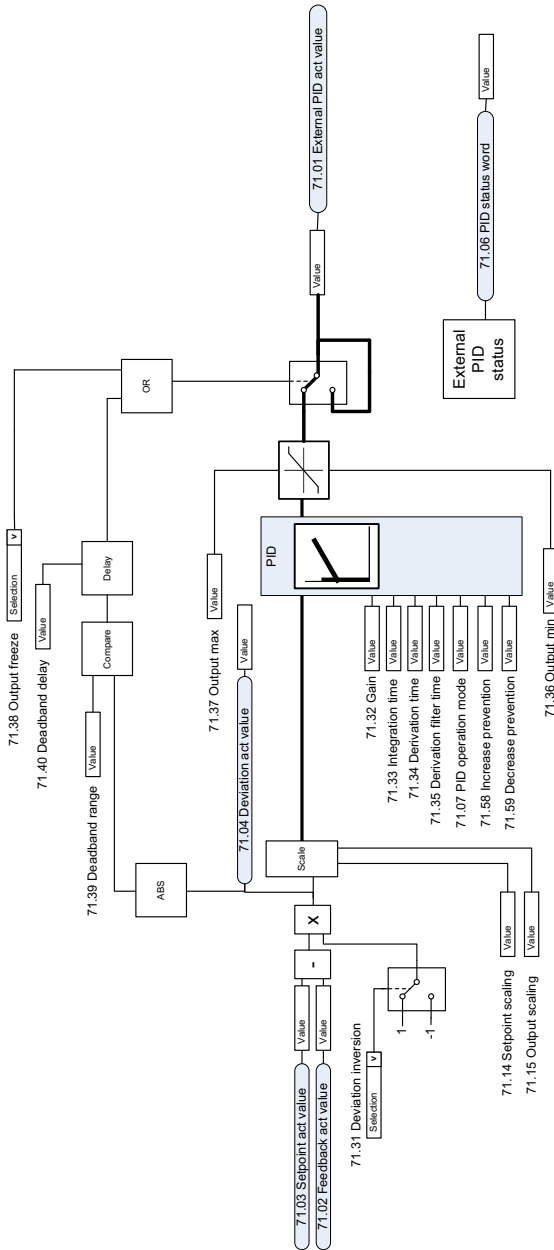 71.38 Output freeze
Selection v
71.40 Deadband delay
Value
71.39 Deadband range
Value
Compare
Delay
OR
ABS
71.37 Output max
Value
71.04 Deviation act value
Value
71.03 Setpoint act value
Value
71.02 Feedback act value
Value
-
X
Scale
PID
Value
71.01 External PID act value
71.31 Deviation inversion
Selection v
1
-1
71.14 Setpoint scaling
Value
71.15 Output scaling
Value
71.32 Gain
Value
71.33 Integration time
Value
71.34 Derivation time
Value
71.35 Derivation filter time
Value
71.07 PID operation mode
Value
71.58 Increase prevention
Value
71.59 Decrease prevention
Value
71.36 Output min
Value
External
PID
status
71.06 PID status word
Value